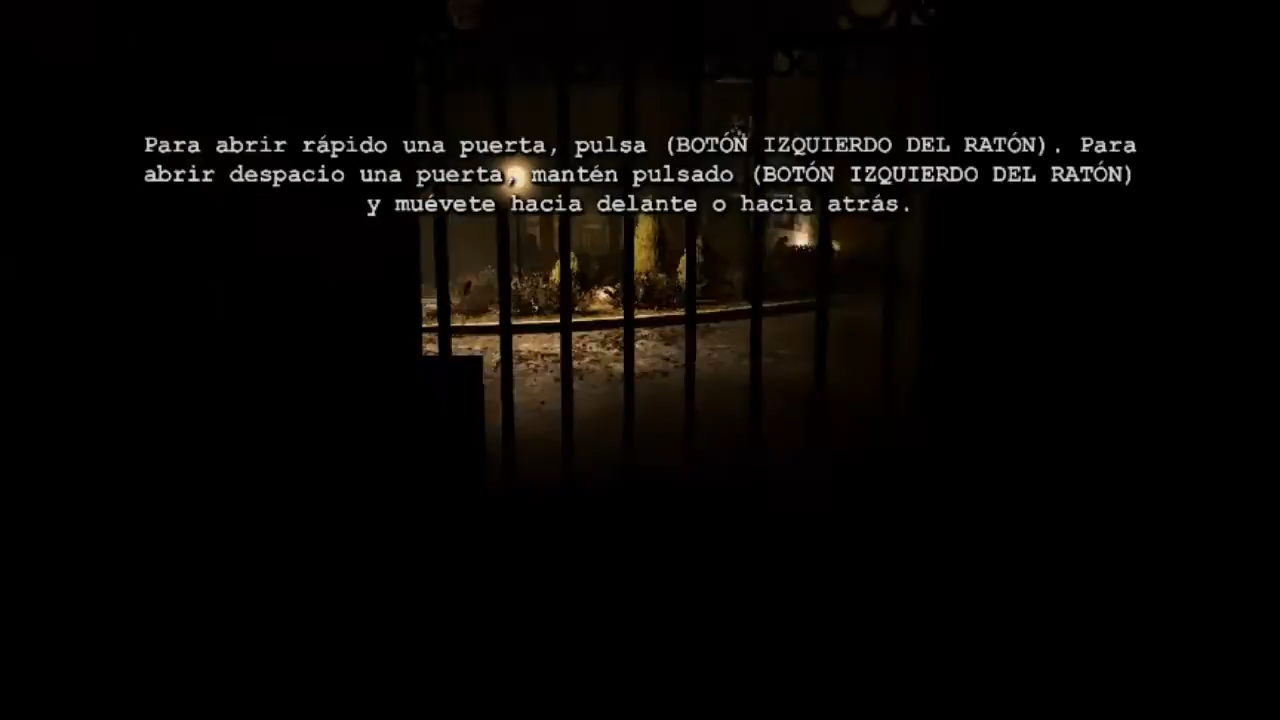 Para abrir rápido una puerta, pulsa (BOTÓN IZQUIERDO DEL RATÓN). Para
abrir despacio una puerta, mantén pulsado (BOTÓN IZQUIERDO DEL RATÓN)
y muévete hacia delante o hacia atrás.